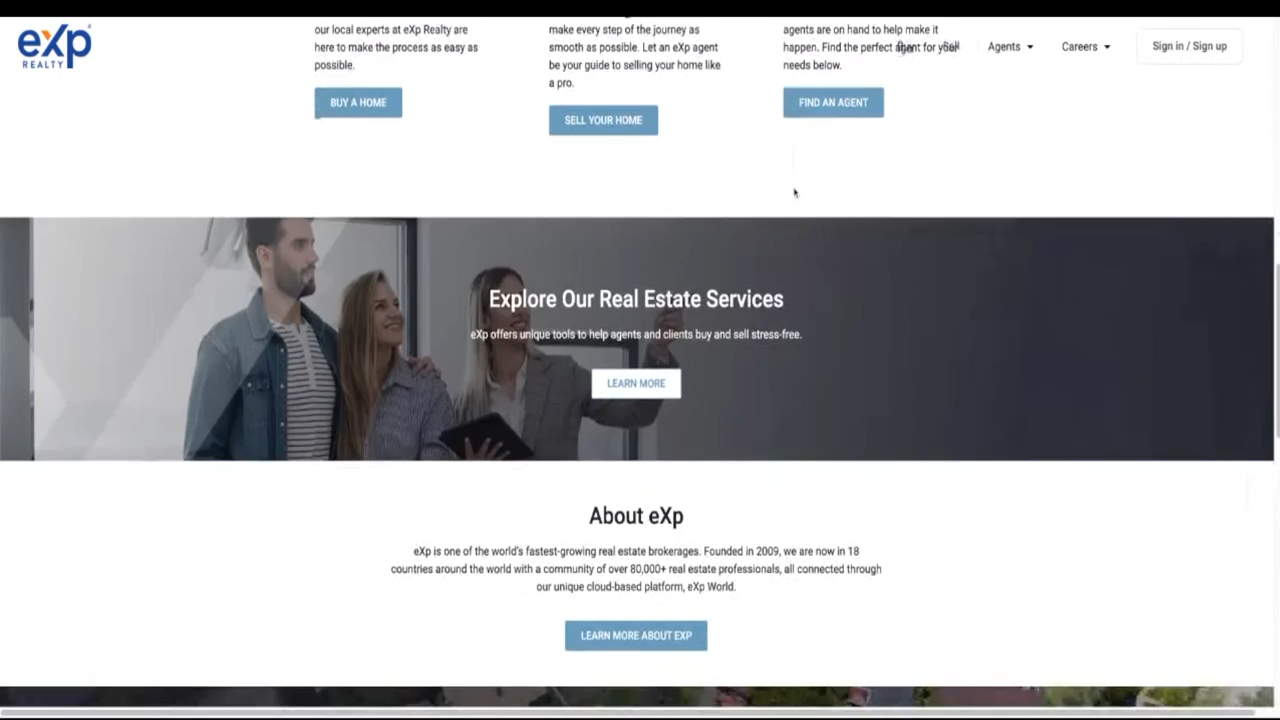 eXp
REALTY
our local experts at eXp Realty are
here to make the process as easy as
possible.
BUY A HOME
make every step of the journey as
smooth as possible. Let an eXp agent
be your guide to selling your home like
a pro.
SELL YOUR HOME
agents are on hand to help make it
happen. Find the perfect agent for your
needs below.
FIND AN AGENT
Sell
Agents
Careers
Sign in / Sign up
Explore Our Real Estate Services
eXp offers unique tools to help agents and clients buy and sell stress-free.
LEARN MORE
About eXp
eXp is one of the world's fastest-growing real estate brokerages. Founded in 2009, we are now in 18
countries around the world with a community of over 80,000+ real estate professionals, all connected through
our unique cloud-based platform, eXp World.
LEARN MORE ABOUT EXP